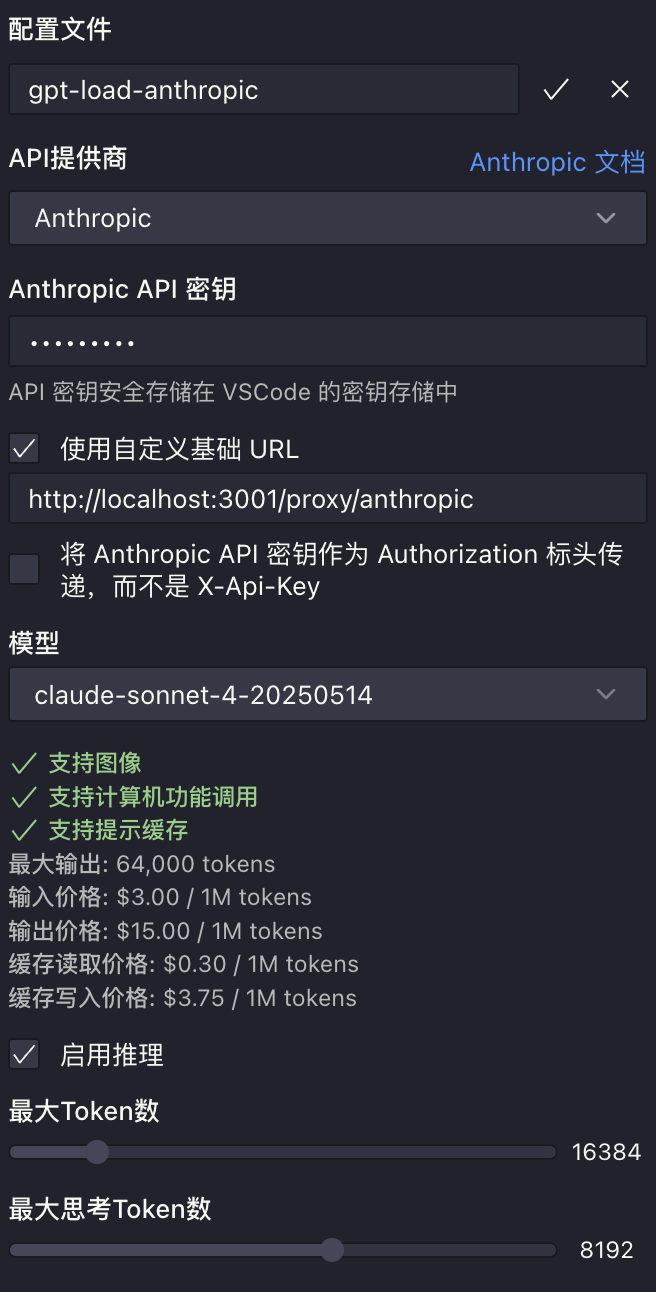 配置文件
gpt-load-anthropic
API提供商
Anthropic 文档
Anthropic
Anthropic API 密钥
•••••••••
API 密钥安全存储在 VSCode 的密钥存储中
使用自定义基础 URL
http://localhost:3001/proxy/anthropic
将 Anthropic API 密钥作为 Authorization 标头传
递，而不是 X-Api-Key
模型
claude-sonnet-4-20250514
支持图像
支持计算机功能调用
支持提示缓存
最大输出: 64,000 tokens
输入价格: $3.00 / 1M tokens
输出价格: $15.00 / 1M tokens
缓存读取价格: $0.30 / 1M tokens
缓存写入价格: $3.75 / 1M tokens
启用推理
最大Token数
16384
最大思考Token数
8192